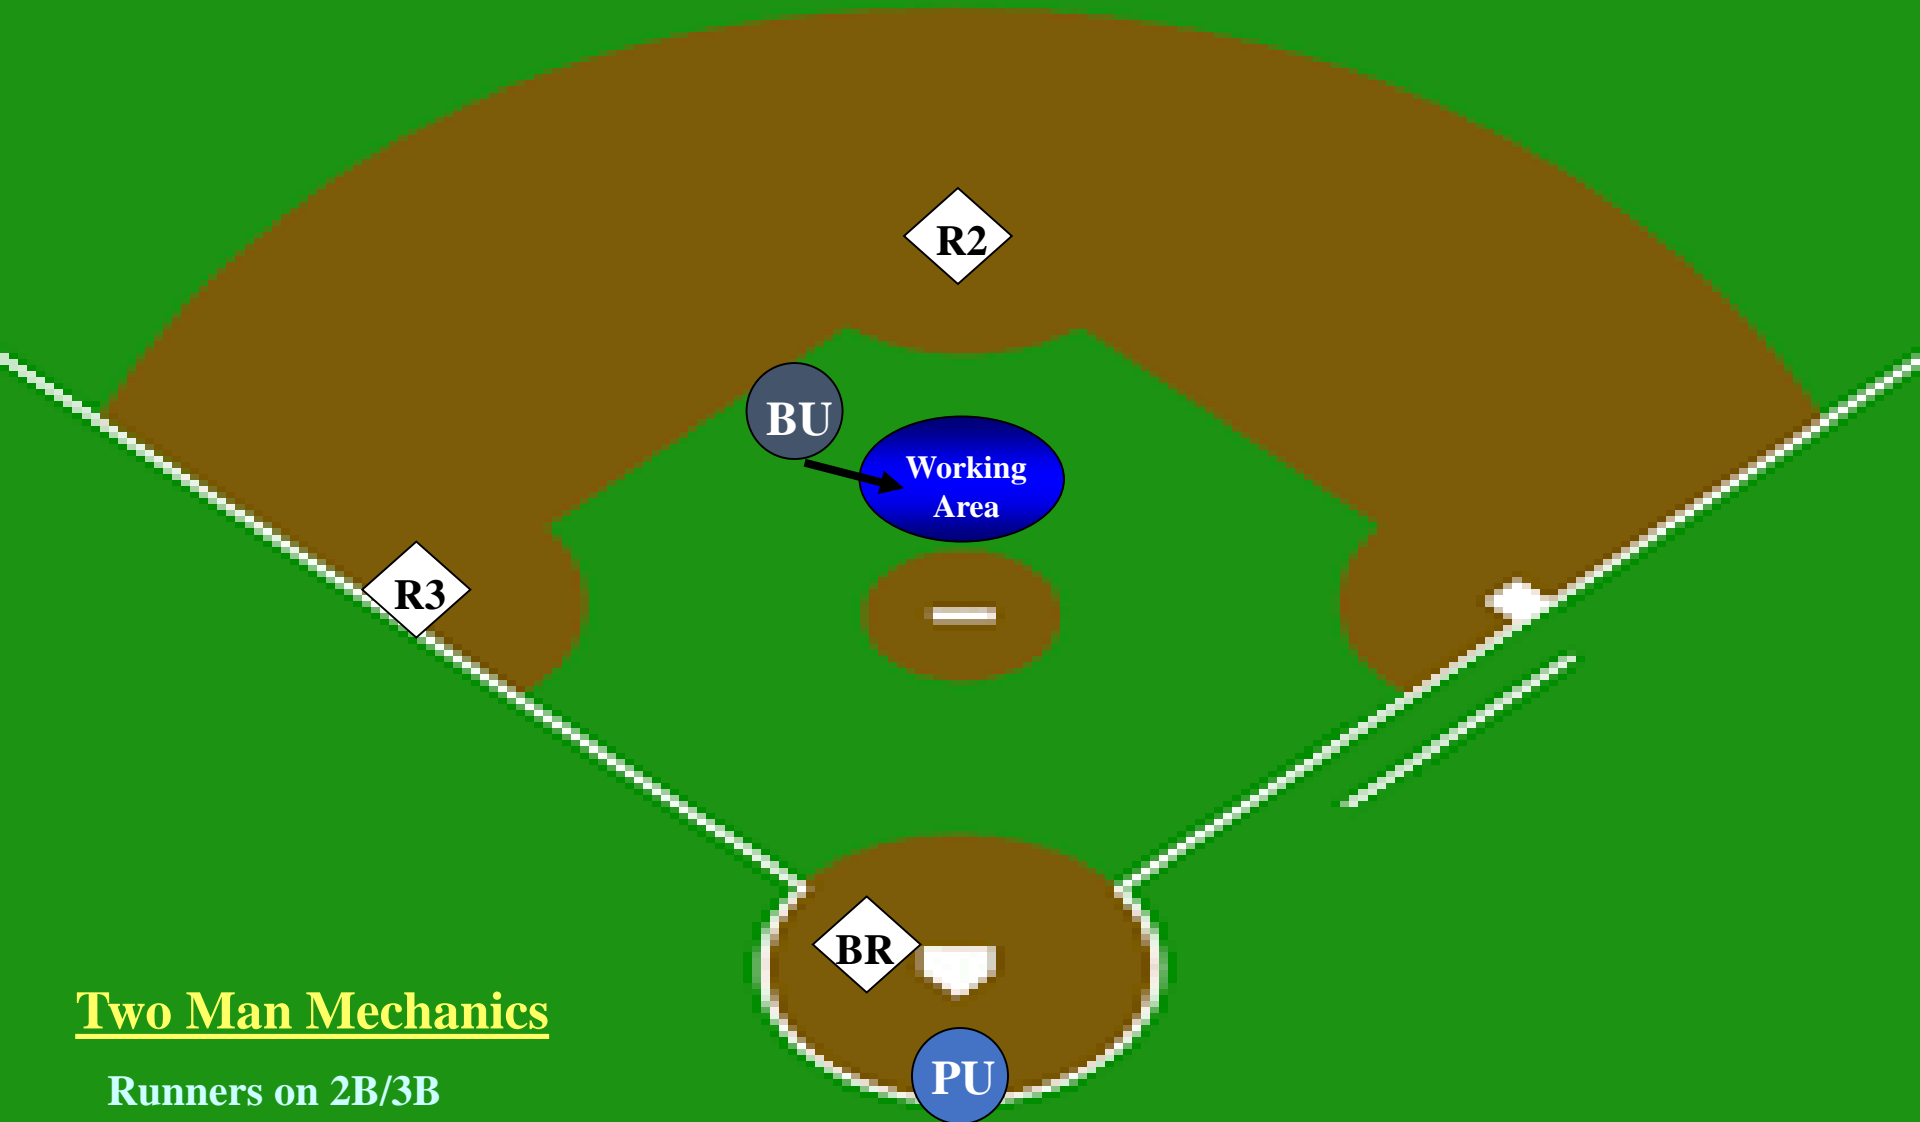 R2
BU
Working
Area
R3
BR
Two Man Mechanics
PU
Runners on 2B/3B